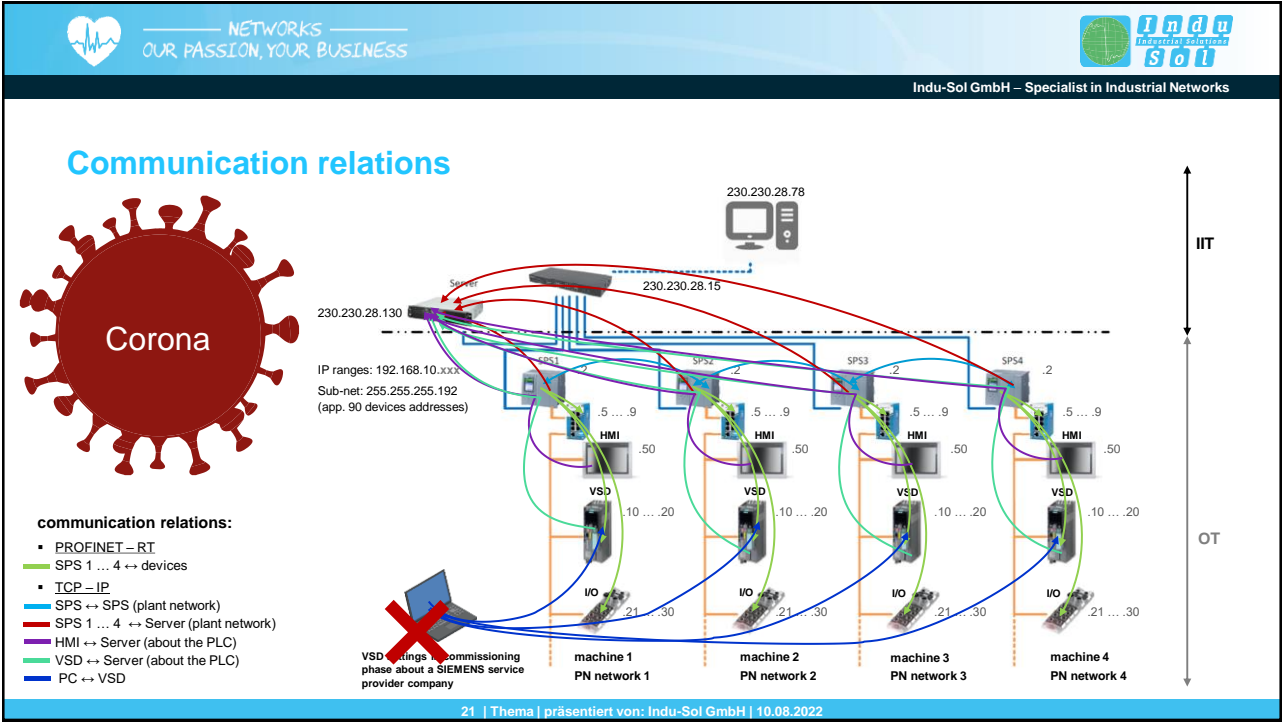 NETWORKS
OUR PASSION, YOUR BUSINESS
Indu
Industrial Solutions
Sol
Indu-Sol GmbH – Specialist in Industrial Networks
Communication relations
Corona
230.230.28.78
IIT
Server
230.230.28.15
230.230.28.130
IP ranges: 192.168.10.xxx
Sub-net: 255.255.255.192
(app. 90 devices addresses)
SPS1
.2
SPS2
.2
SPS3
.2
SPS4
.2
.5 … .9
.5 … .9
.5 … .9
.5 … .9
HMI
HMI
HMI
HMI
.50
.50
.50
.50
VSD
VSD
VSD
VSD
.10 … .20
.10 … .20
.10 … .20
.10 … .20
OT
I/O
I/O
I/O
I/O
.21 … .30
.21 … .30
.21 … .30
.21 … .30
communication relations:
▪ PROFINET – RT
SPS 1 … 4 ↔ devices
▪ TCP – IP
SPS ↔ SPS (plant network)
SPS 1 … 4 ↔ Server (plant network)
HMI ↔ Server (about the PLC)
VSD ↔ Server (about the PLC)
PC ↔ VSD
VSD commissioning
phase about a SIEMENS service
provider company
machine 1
PN network 1
machine 2
PN network 2
machine 3
PN network 3
machine 4
PN network 4
21 | Thema | präsentiert von: Indu-Sol GmbH | 10.08.2022